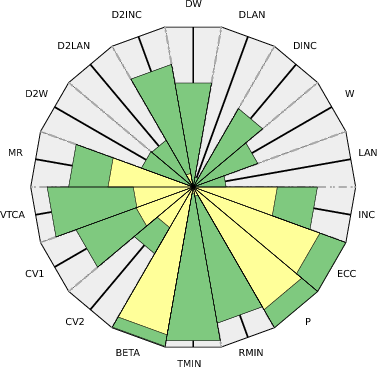 DW
D2INC
DLAN
D2LAN
DINC
D2W
W
MR
LAN
VTCA
INC
CV1
ECC
CV2
P
BETA
RMIN
TMIN